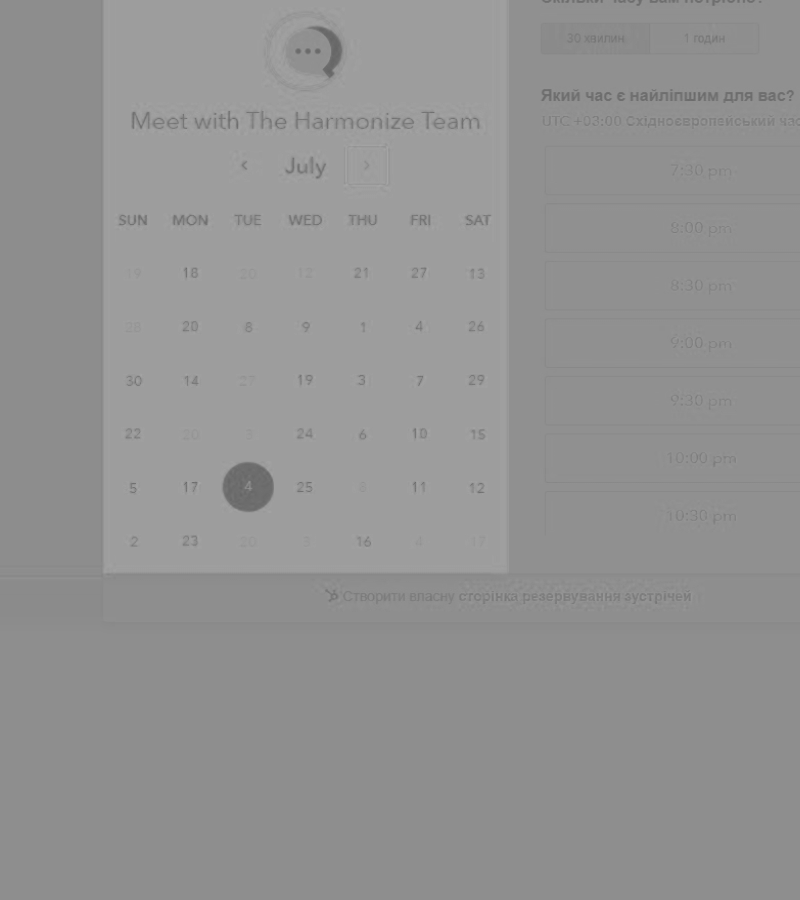 Meet with The Harmonize Team
July
SUN MON TUE WED THU FRI SAT
19 18 20 12 21 27 13
28 20 8 9 1 4 26
30 14 27 19 3 7 29
22 20 24 6 10 15
5 17 4 25 11 12
2 23 20 3 16 4 17
Скільки часу вам потрібно?
30 хвилин 1 годин
Який час є найліпшим для вас?
UTC +03:00 Східноєвропейський час
7:30 pm
8:00 pm
8:30 pm
9:00 pm
9:30 pm
10:00 pm
10:30 pm
Створити власну сторінка резервування зустрічей